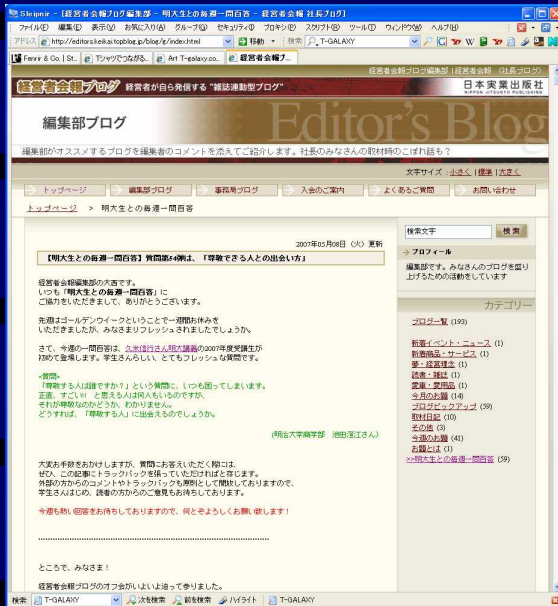 Sleipnir - [経営者会報ブログ編集部 - 明大生との毎週一問百答 - 経営者会報 社長ブログ]
ファイル(F) 編集(E) 表示(V) お気に入り(A) グループ(G) セキュリティ(I) プロキシ(P) スクリプト(R) ツール(T) ウィンドウ(W) ヘルプ(H)
アドレス http://editors.keikai.topblog.jp/blog/g/index.html 移動 検索 T-GALAXY
Fenrir & Co. | St.. Tシャツでつながる.. Art T-galaxy.co... 経営者会報ブ...
経営者会報ブログ編集部 | 経営者会報 (社長ブログ)
経営者会報ブログ 経営者が自ら発信する "雑誌連動型ブログ"
日本実業出版社
NIPPON JITSUGYO PUBLISHING
編集部ブログ
Editor's Blog
編集部がオススメするブログを編集者のコメントを添えてご紹介します。社長のみなさんの取材時のこぼれ話も？
文字サイズ：小さく | 標準 | 大きく
トップページ 編集部ブログ 事務局ブログ 入会のご案内 よくあるご質問 お問い合わせ
トップページ > 明大生との毎週一問百答
2007年05月08日 (火) 更新
【明大生との毎週一問百答】質問第54弾は、「尊敬できる人との出会い方」
経営者会報編集部の大西です。
いつも「明大生との毎週一問百答」に
ご協力をいただきまして、ありがとうございます。
先週はゴールデンウイークということで一週間お休みを
いただきましたが、みなさまリフレッシュされましたでしょうか。
さて、今週の一問百答は、久米信行さん明大講義の2007年度受講生が
初めて登場します。学生さんらしい、とてもフレッシュな質問です。
<質問>
「尊敬する人は誰ですか？」という質問に、いつも困ってしまいます。
正直、すごい!!! と思える人は何人もいるのですが、
それが尊敬なのかどうか、わかりません。
どうすれば、「尊敬する人」に出会えるのでしょうか。
(明治大学商学部 池田澄江さん)
大変お手数をおかけしますが、質問にお答えいただく際には、
ぜひ、この記事にトラックバックを張っていただければと存じます。
外部の方からのコメントやトラックバックも原則として開放しておりますので、
学生さんはじめ、読者の方からのご意見もお待ちしております。
今週も熱い回答をお待ちしておりますので、何とぞよろしくお願い致します！
ところで、みなさま！
経営者会報ブログのオフ会がいよいよ迫って参りました。
検索文字 検索
プロフィール
編集部です。みなさんのブログを盛り
上げるための活動をしています
カテゴリー
ブログ一覧 (193)
新着イベント・ニュース (1)
新着商品・サービス (1)
夢・経営理念 (1)
読書・雑誌 (1)
愛車・愛用品 (1)
今月のお題 (14)
ブログピックアップ (59)
取材日記 (10)
その他 (3)
今週のお題 (41)
お題とは (1)
>>明大生との毎週一問百答 (59)
検索 T-GALAXY 次を検索 前を検索 ハイライト T-GALAXY